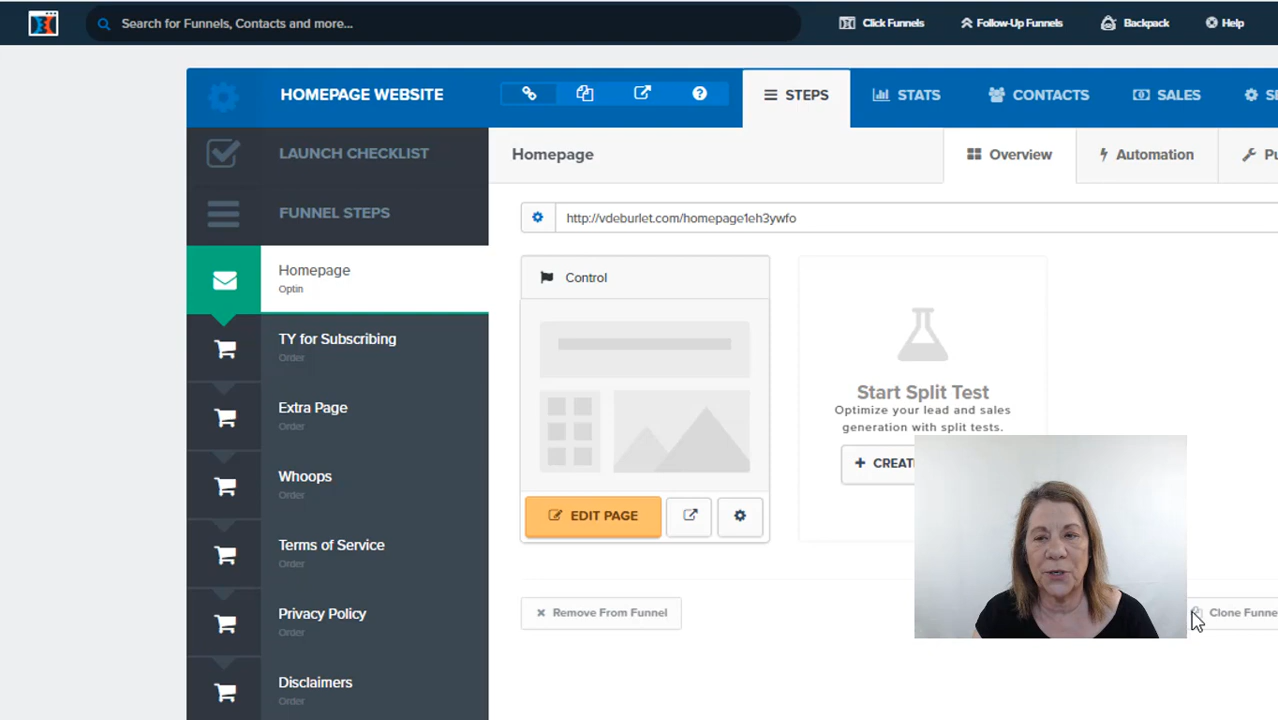 Search for Funnels, Contacts and more...
Click Funnels
Follow-Up Funnels
Backpack
Help
HOMEPAGE WEBSITE
STEPS
STATS
CONTACTS
SALES
LAUNCH CHECKLIST
FUNNEL STEPS
Homepage
Optin
TY for Subscribing
Order
Extra Page
Order
Whoops
Order
Terms of Service
Order
Privacy Policy
Order
Disclaimers
Order
Homepage
Overview
Automation
http://vdeburlet.com/homepage1eh3ywfo
Control
EDIT PAGE
Start Split Test
Optimize your lead and sales
generation with split tests.
Remove From Funnel
Clone